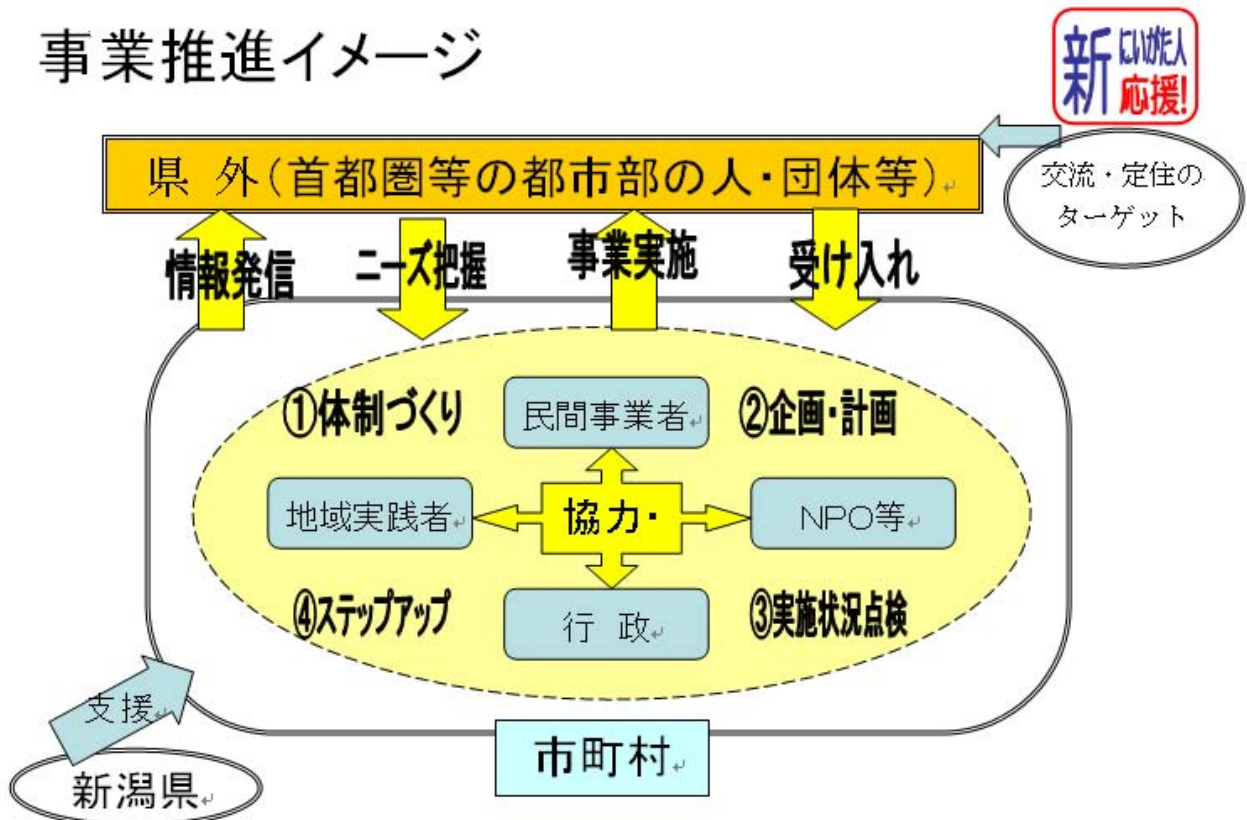 事業推進イメージ
新 にいがた人
応援!
県 外(首都圏等の都市部の人・団体等)
交流・定住の
ターゲット
情報発信
ニーズ把握
事業実施
受け入れ
①体制づくり
民間事業者
②企画・計画
地域実践者
協力・
NPO等
④ステップアップ
行 政
③実施状況点検
支援
市町村
新潟県